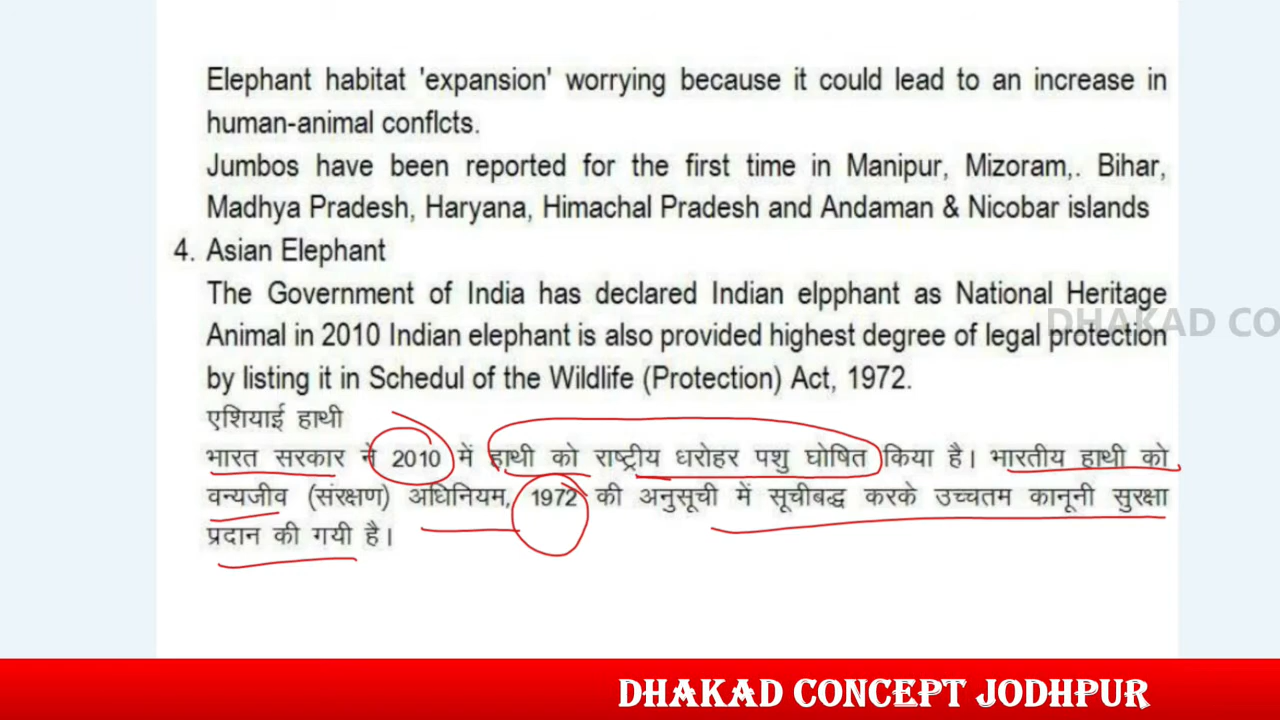 Elephant habitat 'expansion' worrying because it could lead to an increase in
human-animal conflcts.
Jumbos have been reported for the first time in Manipur, Mizoram,. Bihar,
Madhya Pradesh, Haryana, Himachal Pradesh and Andaman & Nicobar islands
4. Asian Elephant
The Government of India has declared Indian elpphant as National Heritage
DHAKAD CO
Animal in 2010 Indian elephant is also provided highest degree of legal protection
by listing it in Schedul of the Wildlife (Protection) Act, 1972.
एशियाई हाथी
भारत सरकार ने 2010 में हाथी को राष्ट्रीय धरोहर पशु घोषित किया है। भारतीय हाथी को
वन्यजीव (संरक्षण) अधिनियम, 1972 की अनुसूची में सूचीबद्ध करके उच्चतम कानूनी सुरक्षा
प्रदान की गयी है।
DHAKAD CONCEPT JODHPUR